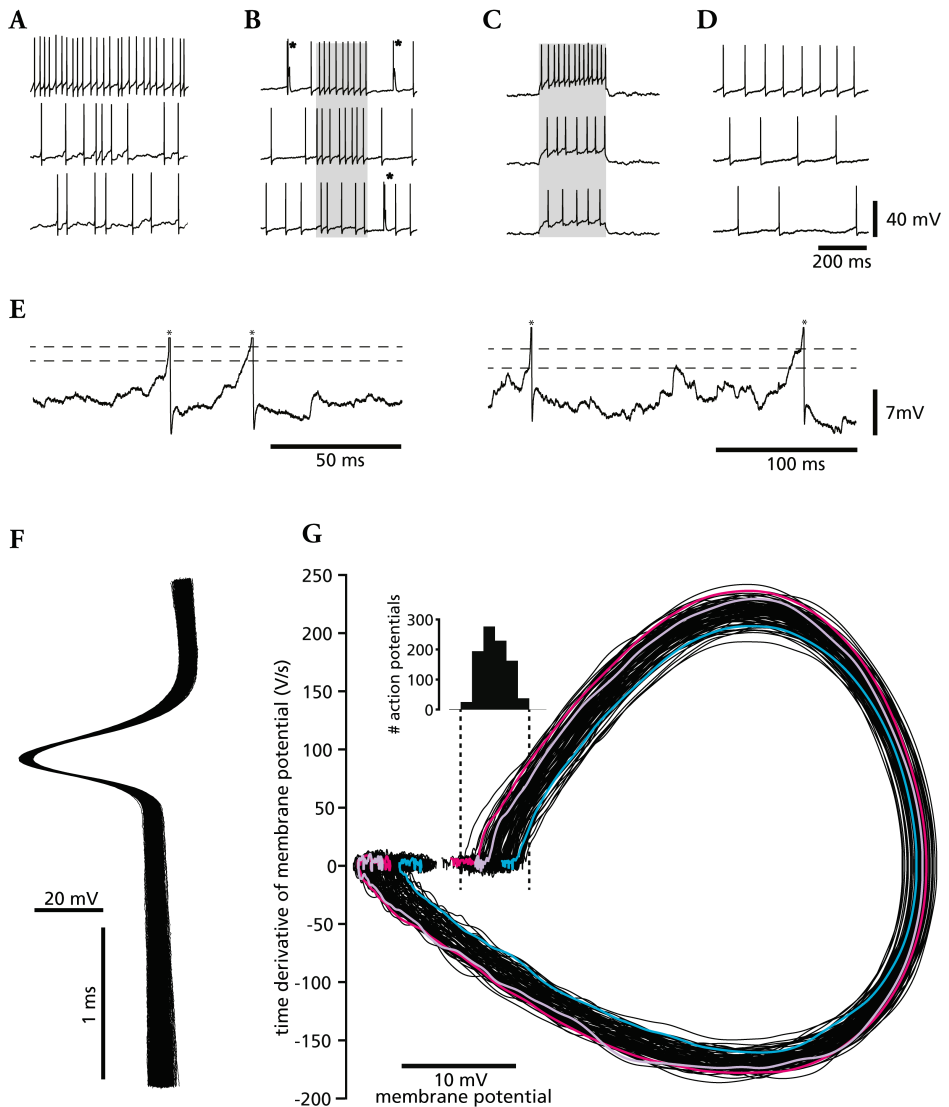 A
B
C
D
*
*
*
40 mV
200 ms
E
*
*
*
*
7mV
50 ms
100 ms
F
G
20 mV
1 ms
250
200
150
100
50
0
-50
-100
-150
-200
time derivative of membrane potential (V/s)
# action potentials
300
200
100
0
10 mV
membrane potential